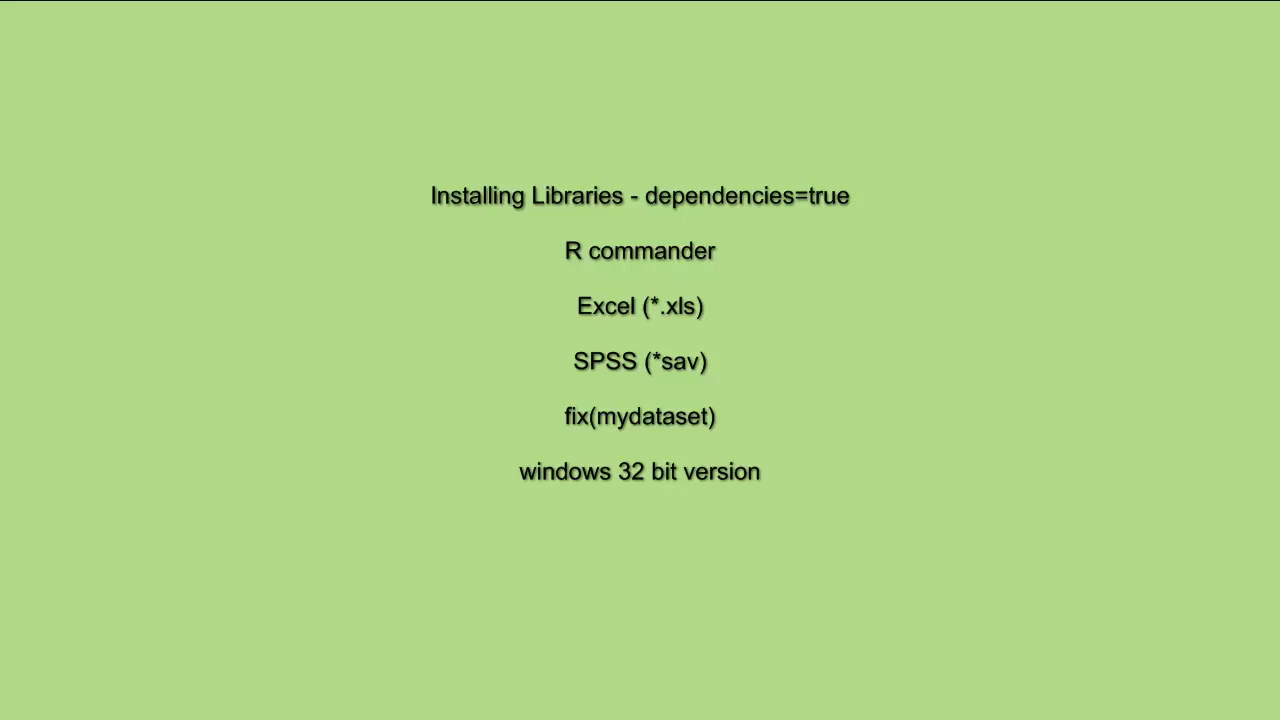 Installing Libraries - dependencies=true
R commander
Excel (*.xls)
SPSS (*sav)
fix(mydataset)
windows 32 bit version